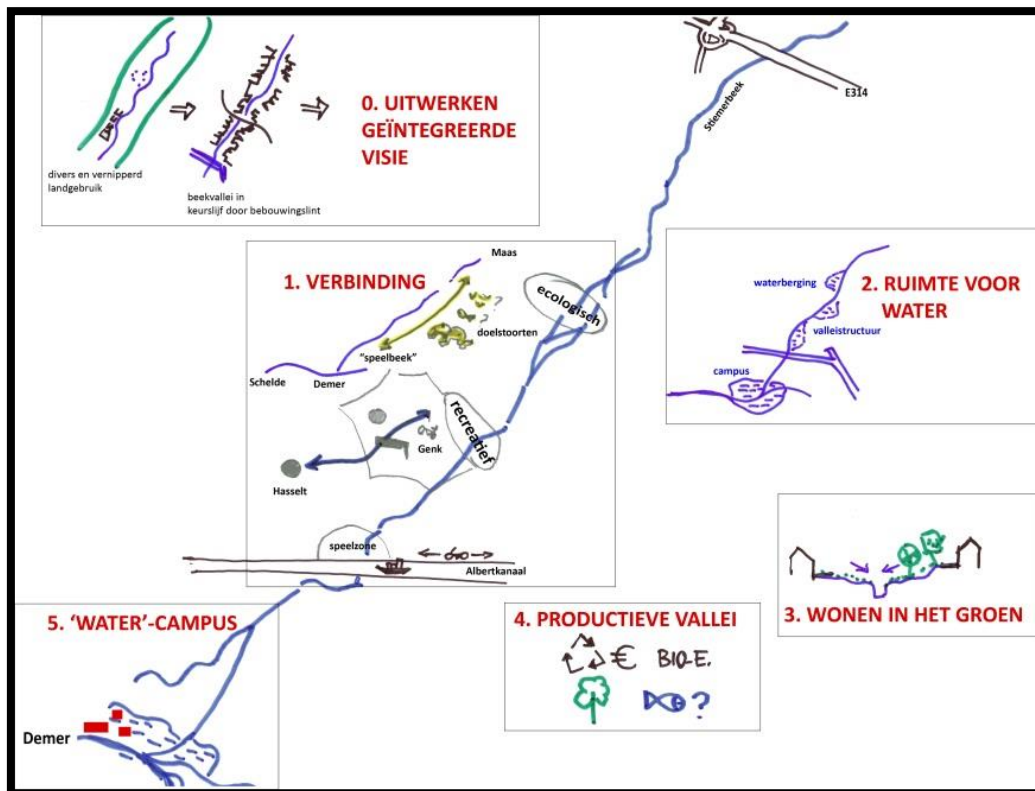 0. UITWERKEN
GEÏNTEGREERDE
VISIE
divers en vernipperd
landgebruik
beekvallei in
keurslijf door bebouwingslint
E314
Stiemerbeek
1. VERBINDING
Maas
ecologisch
doelstoorten
?
"speelbeek"
Schelde
Demer
recreatief
Genk
Hasselt
speelzone
Albertkanaal
2. RUIMTE VOOR
WATER
waterberging
valleistructuur
campus
3. WONEN IN HET GROEN
4. PRODUCTIEVE VALLEI
€ BIO-E.
?
5. ‘WATER’-CAMPUS
Demer